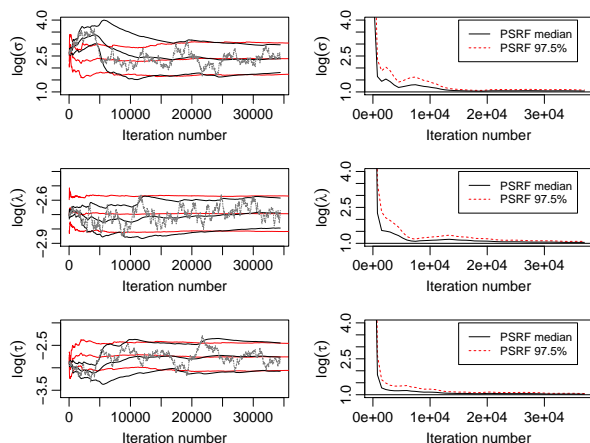 log(σ)
1.0 2.5 4.0
0 10000 20000 30000
Iteration number
log(σ)
1.0 2.5 4.0
PSRF median
PSRF 97.5%
0e+00 1e+04 2e+04 3e+04
Iteration number
log(λ)
−2.9 −2.6
0 10000 20000 30000
Iteration number
log(λ)
1.0 2.5 4.0
PSRF median
PSRF 97.5%
0e+00 1e+04 2e+04 3e+04
Iteration number
log(τ)
−3.5 −2.5
0 10000 20000 30000
Iteration number
log(τ)
1.0 2.5 4.0
PSRF median
PSRF 97.5%
0e+00 1e+04 2e+04 3e+04
Iteration number